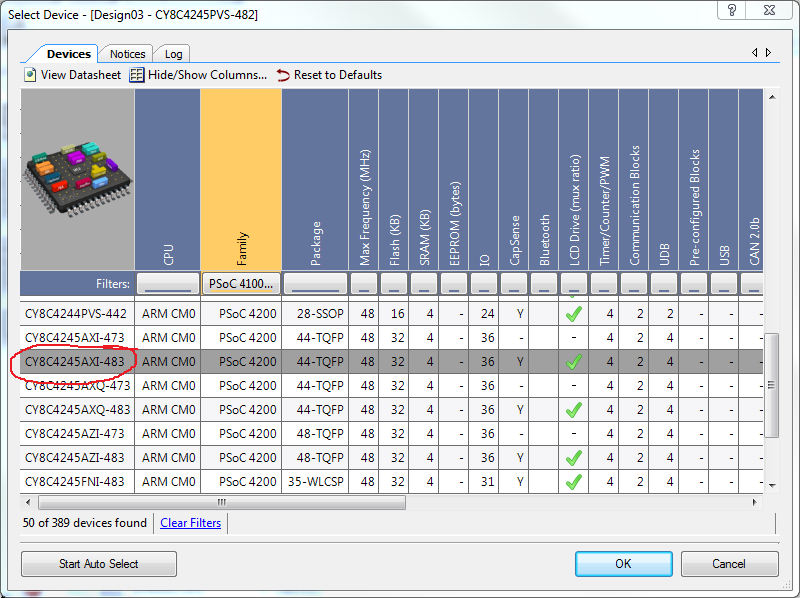 Select Device - [Design03 - CY8C4245PVS-482]
Devices Notices Log
View Datasheet Hide/Show Columns... Reset to Defaults
CPU Family Package Max Frequency (MHz) Flash (KB) SRAM (KB) EEPROM (bytes) IO CapSense Bluetooth LCD Drive (mux ratio) Timer/Counter/PWM Communication Blocks UDB Pre-configured Blocks USB CAN 2.0b
Filters: PSoC 4100...
CY8C4244PVS-442 ARM CM0 PSoC 4200 28-SSOP 48 16 4 - 24 Y 4 2 2 - - -
CY8C4245AXI-473 ARM CM0 PSoC 4200 44-TQFP 48 32 4 - 36 - - 4 2 4 - - -
CY8C4245AXI-483 ARM CM0 PSoC 4200 44-TQFP 48 32 4 - 36 Y 4 2 4 - - -
CY8C4245AXQ-473 ARM CM0 PSoC 4200 44-TQFP 48 32 4 - 36 - - 4 2 4 - - -
CY8C4245AXQ-483 ARM CM0 PSoC 4200 44-TQFP 48 32 4 - 36 Y 4 2 4 - - -
CY8C4245AZI-473 ARM CM0 PSoC 4200 48-TQFP 48 32 4 - 36 - - 4 2 4 - - -
CY8C4245AZI-483 ARM CM0 PSoC 4200 48-TQFP 48 32 4 - 36 Y 4 2 4 - - -
CY8C4245FNI-483 ARM CM0 PSoC 4200 35-WLCSP 48 32 4 - 31 Y 4 2 4 - - -
50 of 389 devices found Clear Filters
Start Auto Select OK Cancel